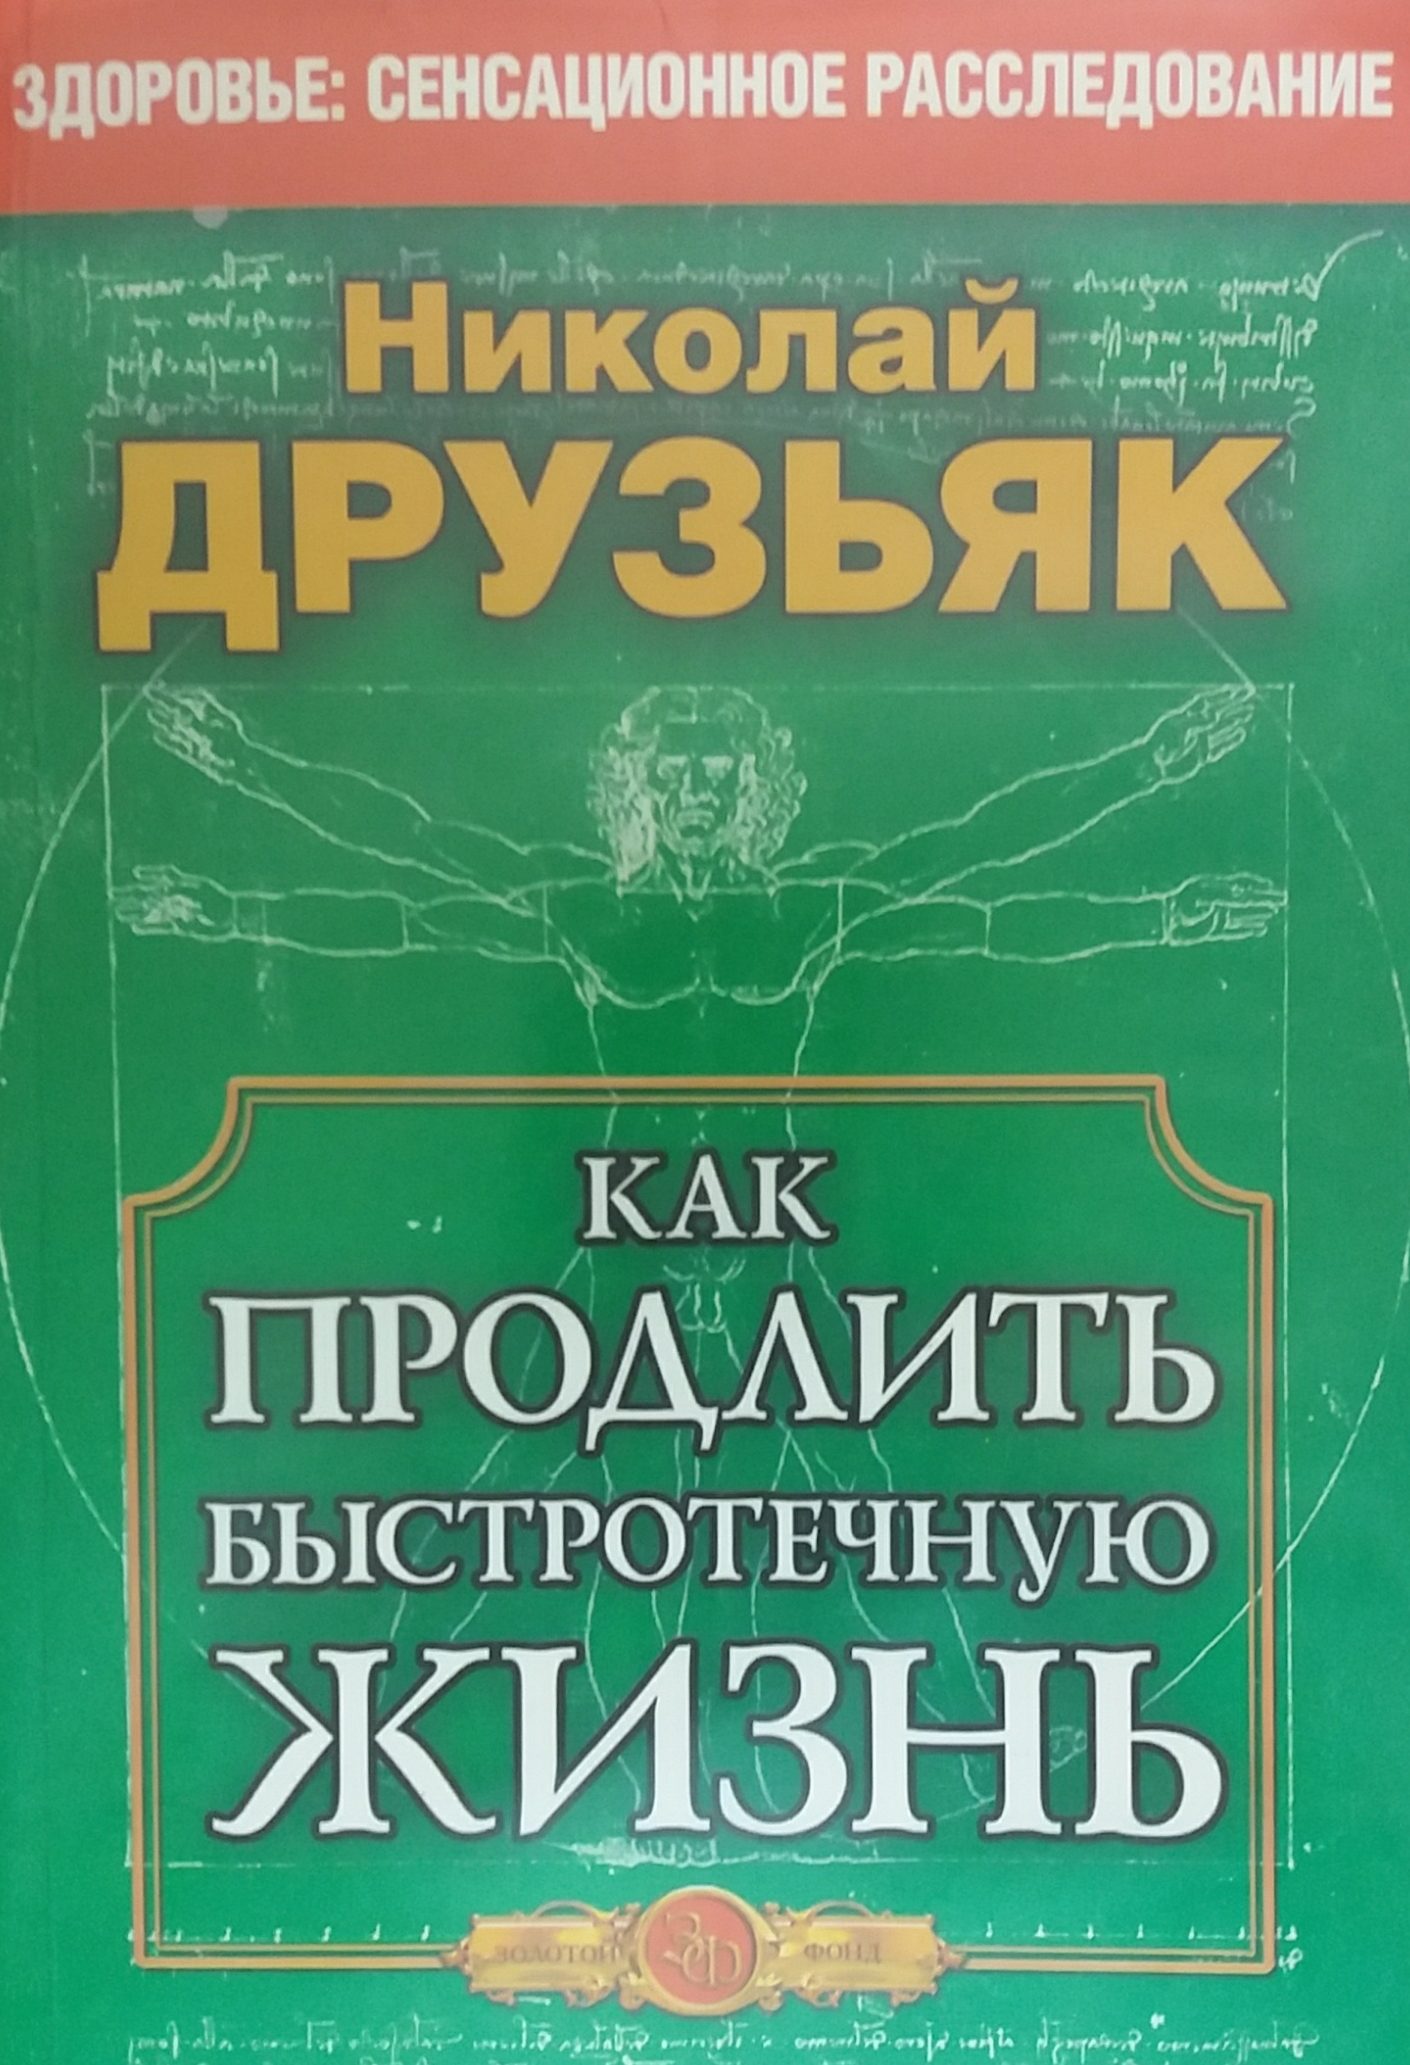 ЗДОРОВЬЕ: СЕНСАЦИОННОЕ РАССЛЕДОВАНИЕ
Николай
ДРУЗЬЯК
КАК
ПРОДЛИТЬ
БЫСТРОТЕЧНУЮ
ЖИЗНЬ
ЗОЛОТОЙ ЗФ ФОНД